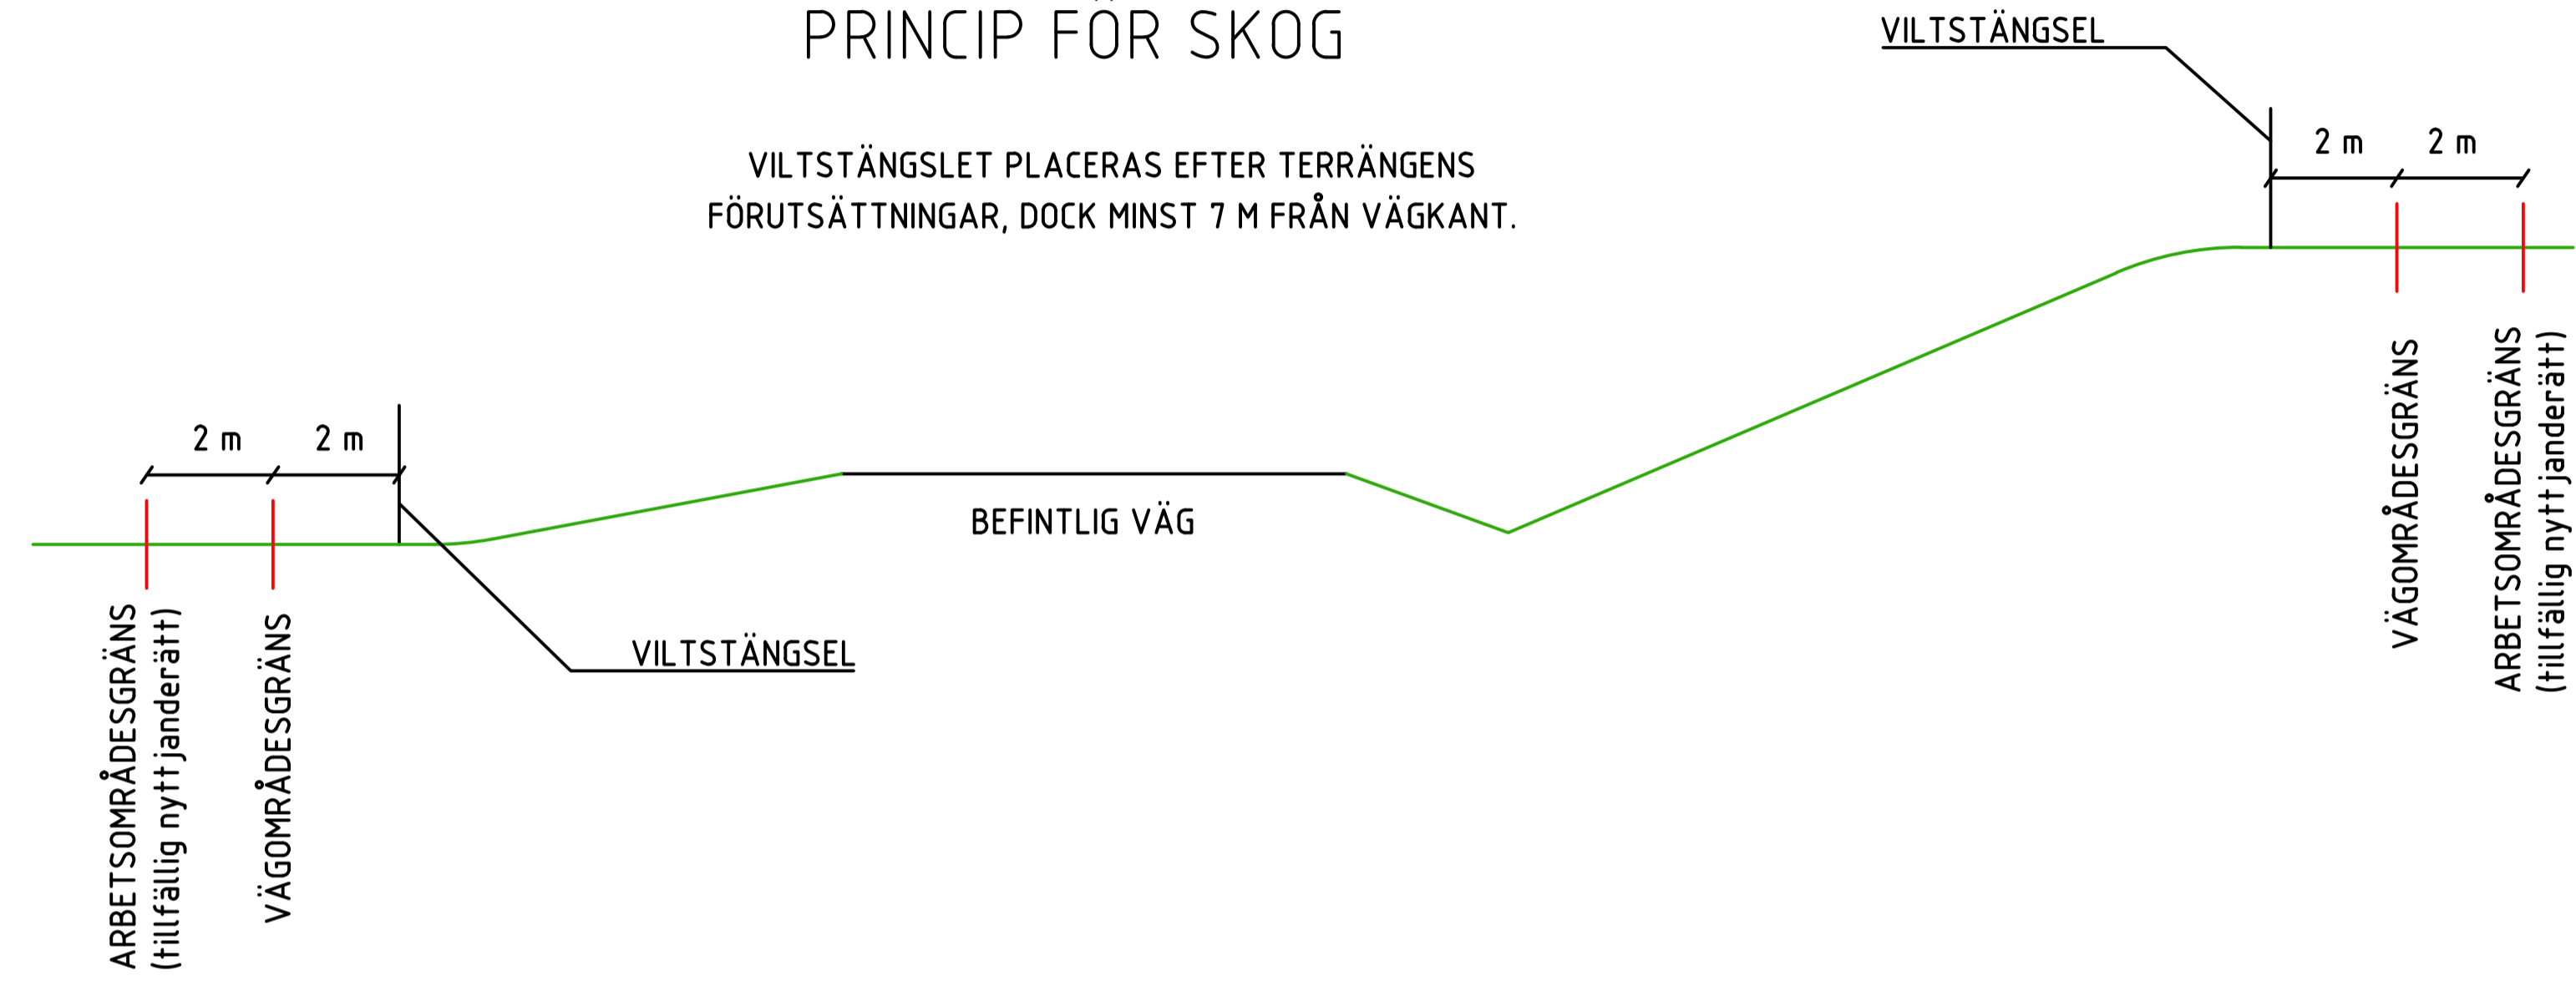 PRINCIP FÖR SKOG
VILTSTÄNGSEL
VILTSTÄNGSLET PLACERAS EFTER TERRÄNGENS
FÖRUTSÄTTNINGAR, DOCK MINST 7 M FRÅN VÄGKANT.
2 m
2 m
2 m
2 m
BEFINTLIG VÄG
VILTSTÄNGSEL
ARBETSOMRÅDESGRÄNS
(tillfällig nyttjanderätt)
VÄGOMRÅDESGRÄNS
VÄGOMRÅDESGRÄNS
ARBETSOMRÅDESGRÄNS
(tillfällig nyttjanderätt)